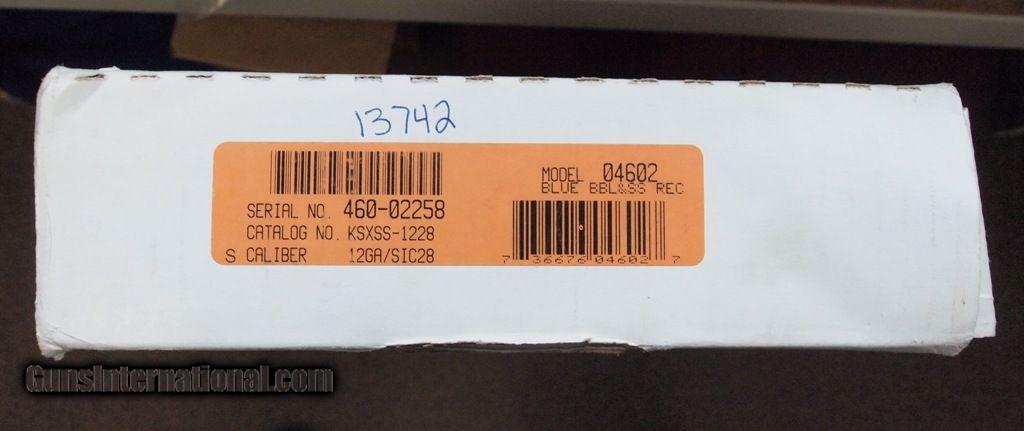 13742
MODEL 04602
BLUE BBL&SS REC
SERIAL NO. 460-02258
CATALOG NO. KSXSS-1228
S CALIBER 12GA/SIC28
7 36676 04602 7
GunsInternational.com